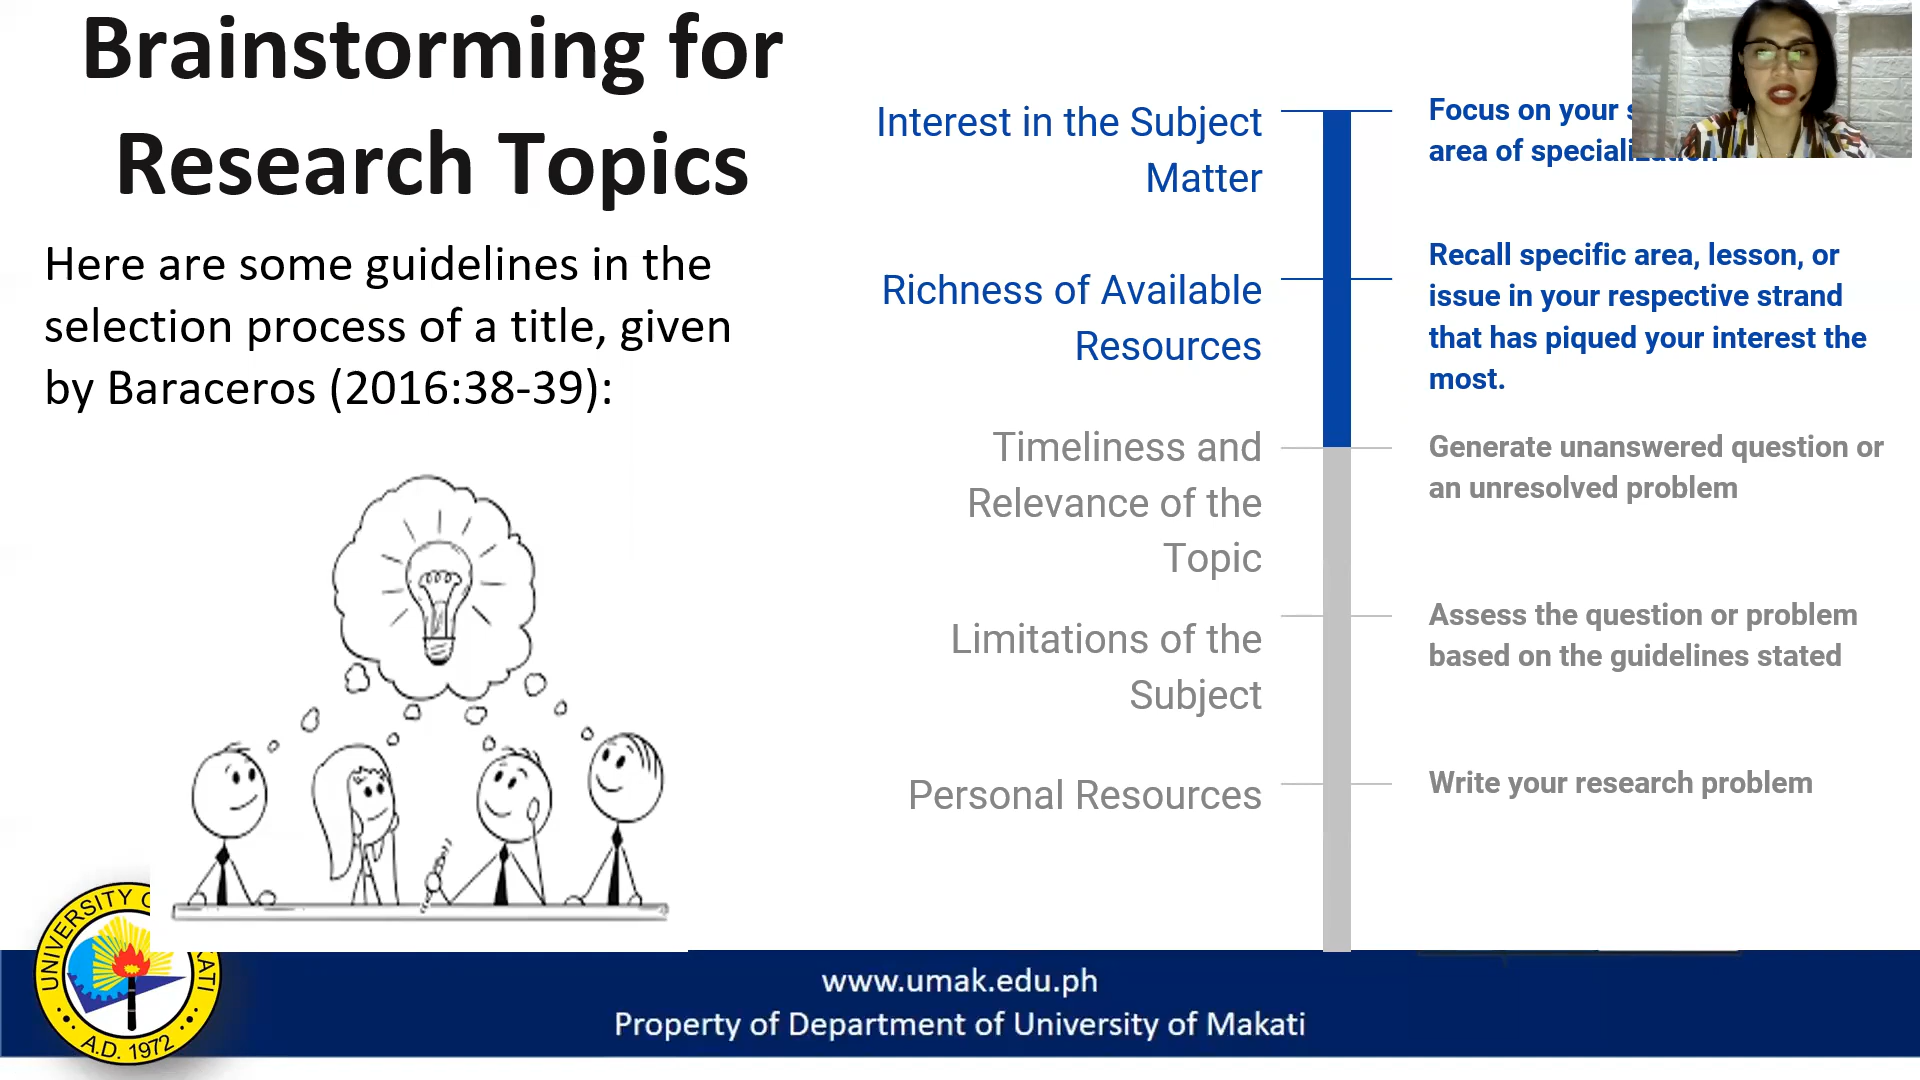 Brainstorming for
Research Topics
Here are some guidelines in the
selection process of a title, given
by Baraceros (2016:38-39):
Interest in the Subject
Matter
Richness of Available
Resources
Timeliness and
Relevance of the
Topic
Limitations of the
Subject
Personal Resources
Focus on your
area of specialization
Recall specific area, lesson, or
issue in your respective strand
that has piqued your interest the
most.
Generate unanswered question or
an unresolved problem
Assess the question or problem
based on the guidelines stated
Write your research problem
UNIVERSITY
A.D. 1972
www.umak.edu.ph
Property of Department of University of Makati